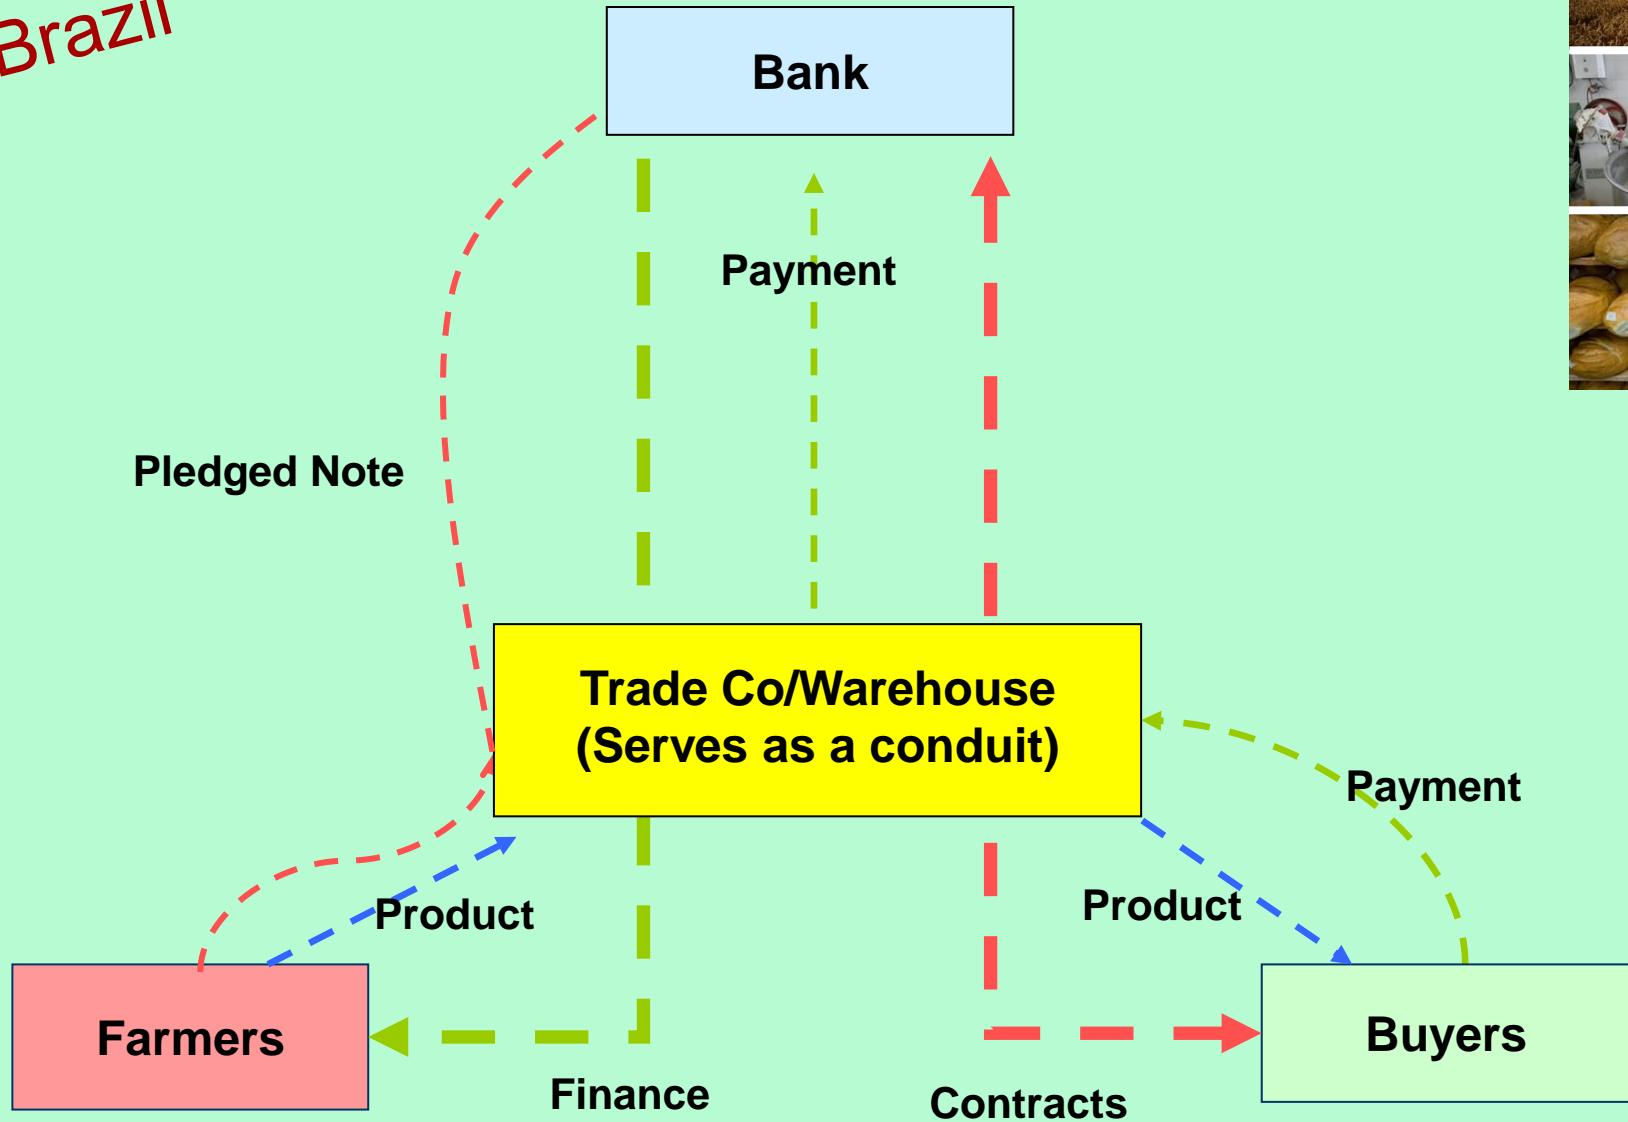 Brazil
Bank
Payment
Pledged Note
Trade Co/Warehouse
(Serves as a conduit)
Payment
Product
Product
Farmers
Buyers
Finance
Contracts